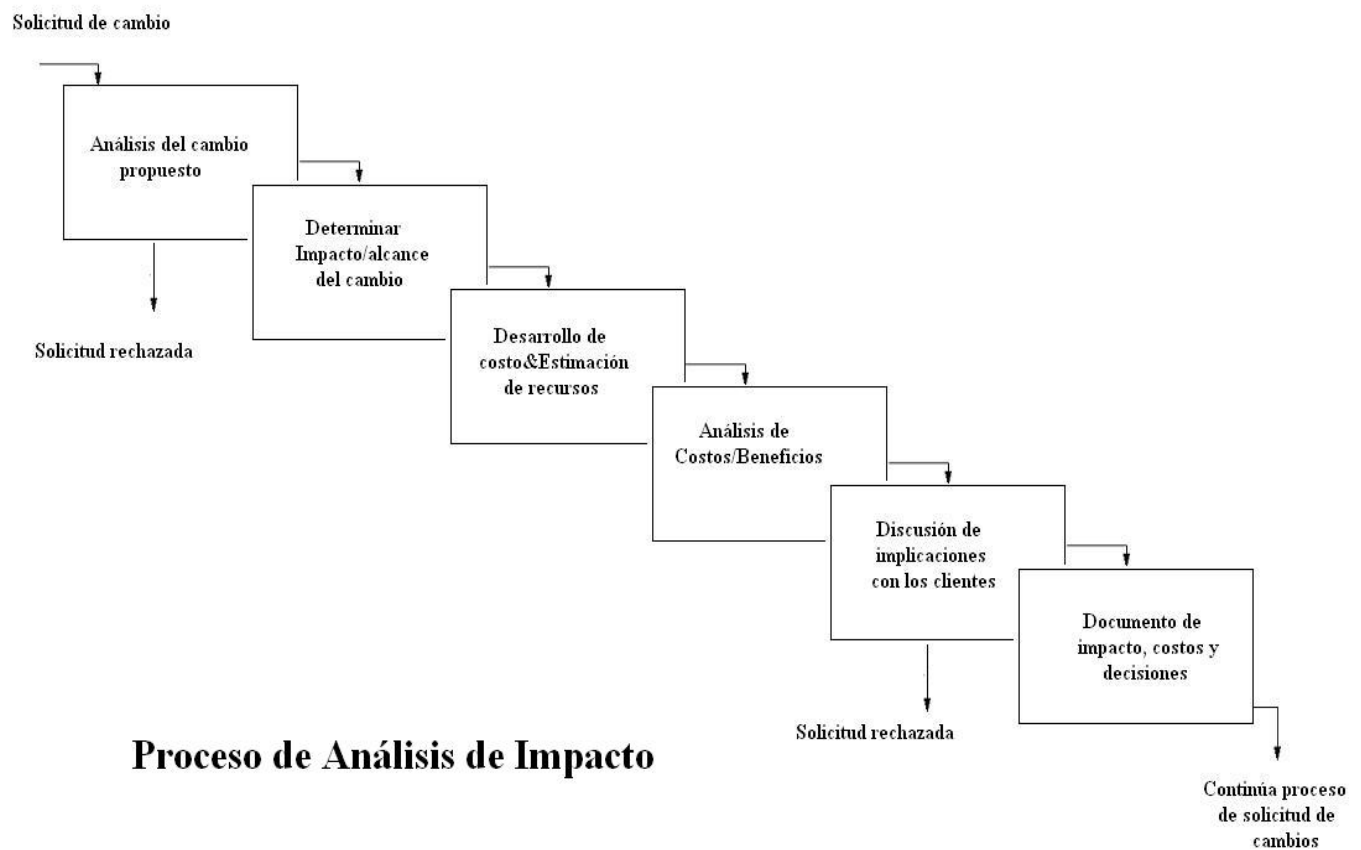 Solicitud de cambio
Análisis del cambio
propuesto
Determinar
Impacto/alcance
del cambio
Solicitud rechazada
Desarrollo de
costo&Estimación
de recursos
Análisis de
Costos/Beneficios
Discusión de
implicaciones
con los clientes
Documento de
impacto, costos y
decisiones
Solicitud rechazada
Proceso de Análisis de Impacto
Continúa proceso
de solicitud de
cambios